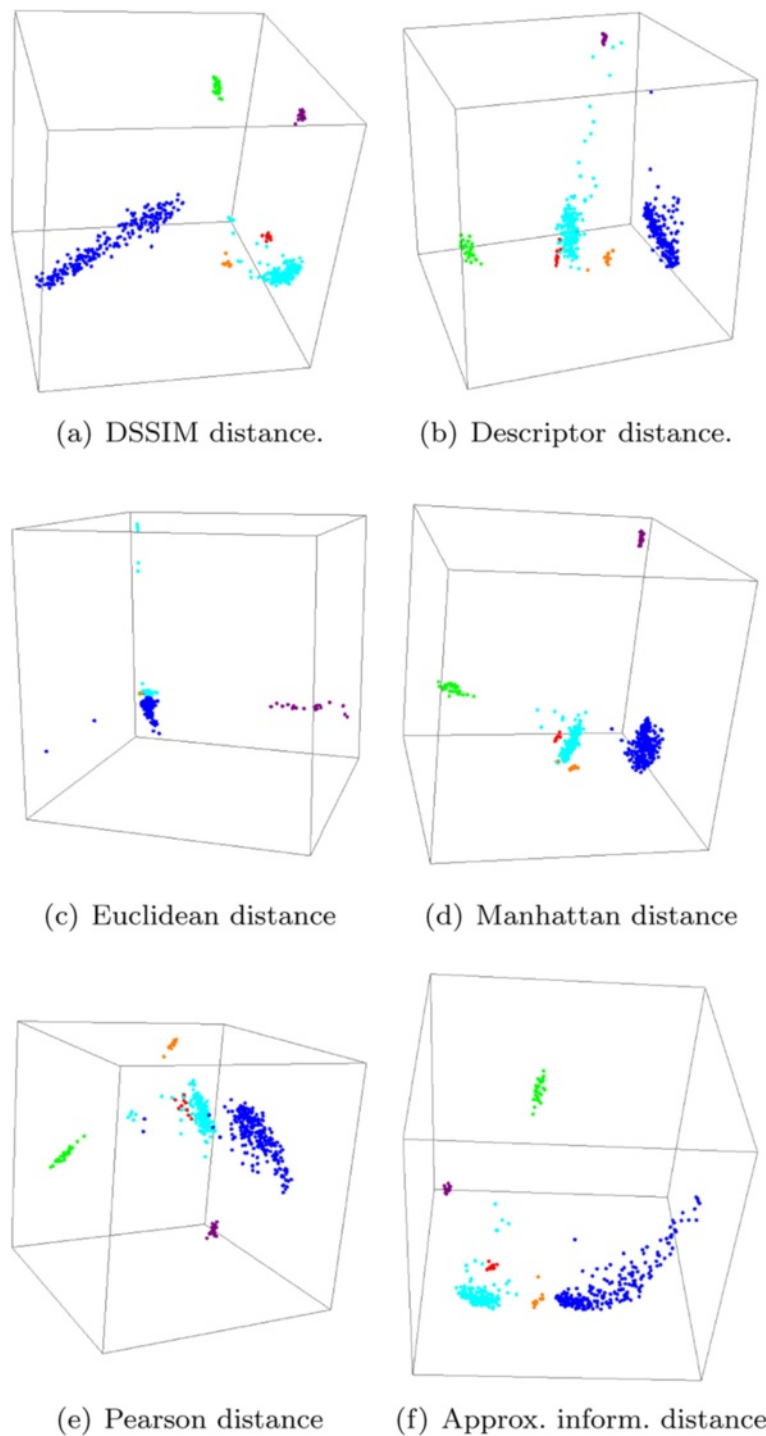 (a) DSSIM distance.
(b) Descriptor distance.
(c) Euclidean distance
(d) Manhattan distance
(e) Pearson distance
(f) Approx. inform. distance